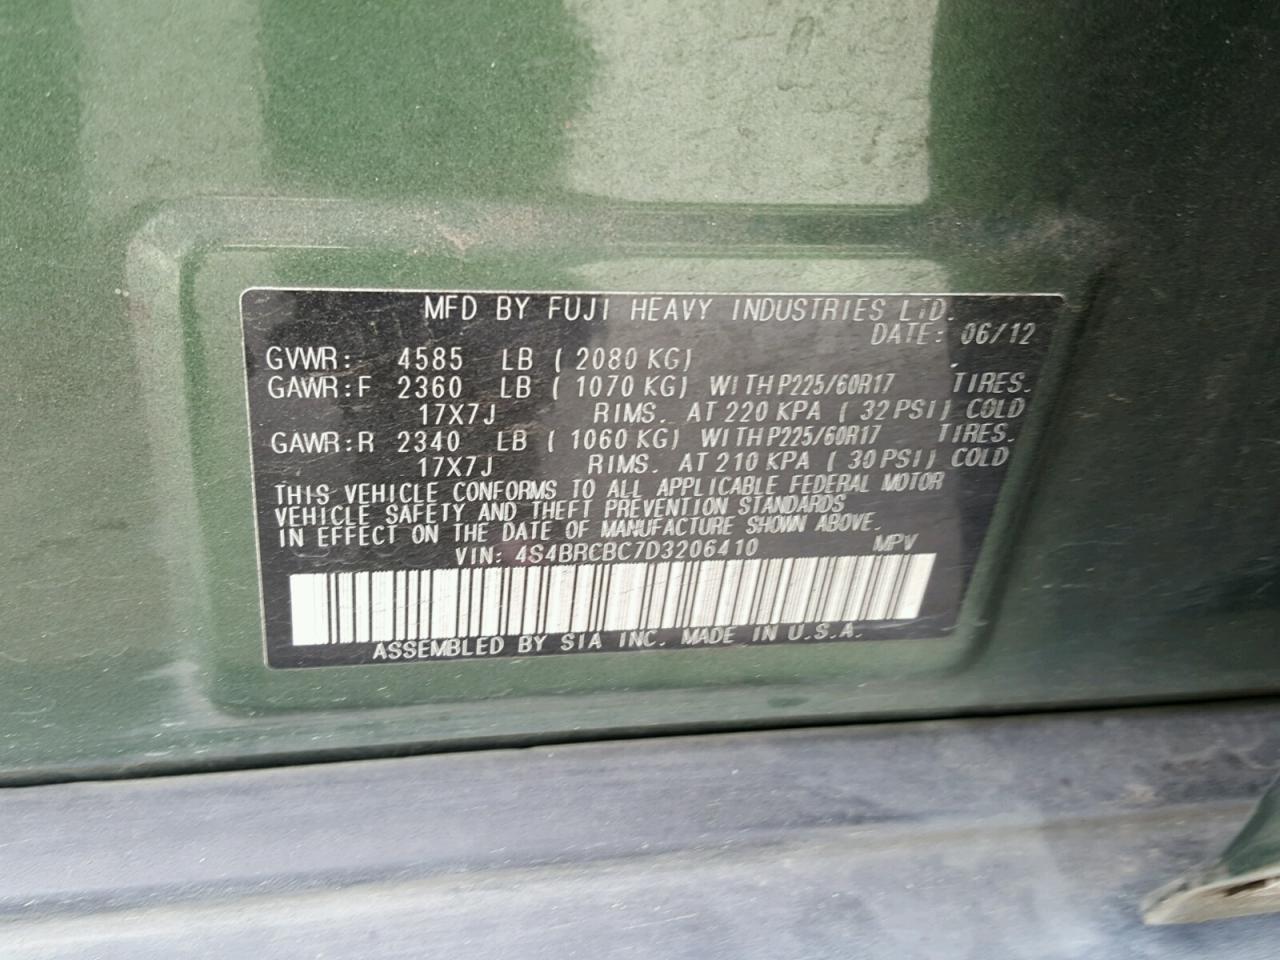 MFD BY FUJI HEAVY INDUSTRIES LTD.
DATE: 06/12
GVWR: 4585 LB ( 2080 KG)
GAWR: F 2360 LB ( 1070 KG) WITH P225/60R17 TIRES.
17X7J RIMS. AT 220 KPA ( 32 PSI) COLD
GAWR: R 2340 LB ( 1060 KG) WITH P225/60R17 TIRES.
17X7J RIMS. AT 210 KPA ( 30 PSI) COLD
THIS VEHICLE CONFORMS TO ALL APPLICABLE FEDERAL MOTOR
VEHICLE SAFETY AND THEFT PREVENTION STANDARDS
IN EFFECT ON THE DATE OF MANUFACTURE SHOWN ABOVE.
VIN: 4S4BRCBC7D3206410 MPV
ASSEMBLED BY SIA INC. MADE IN U.S.A.